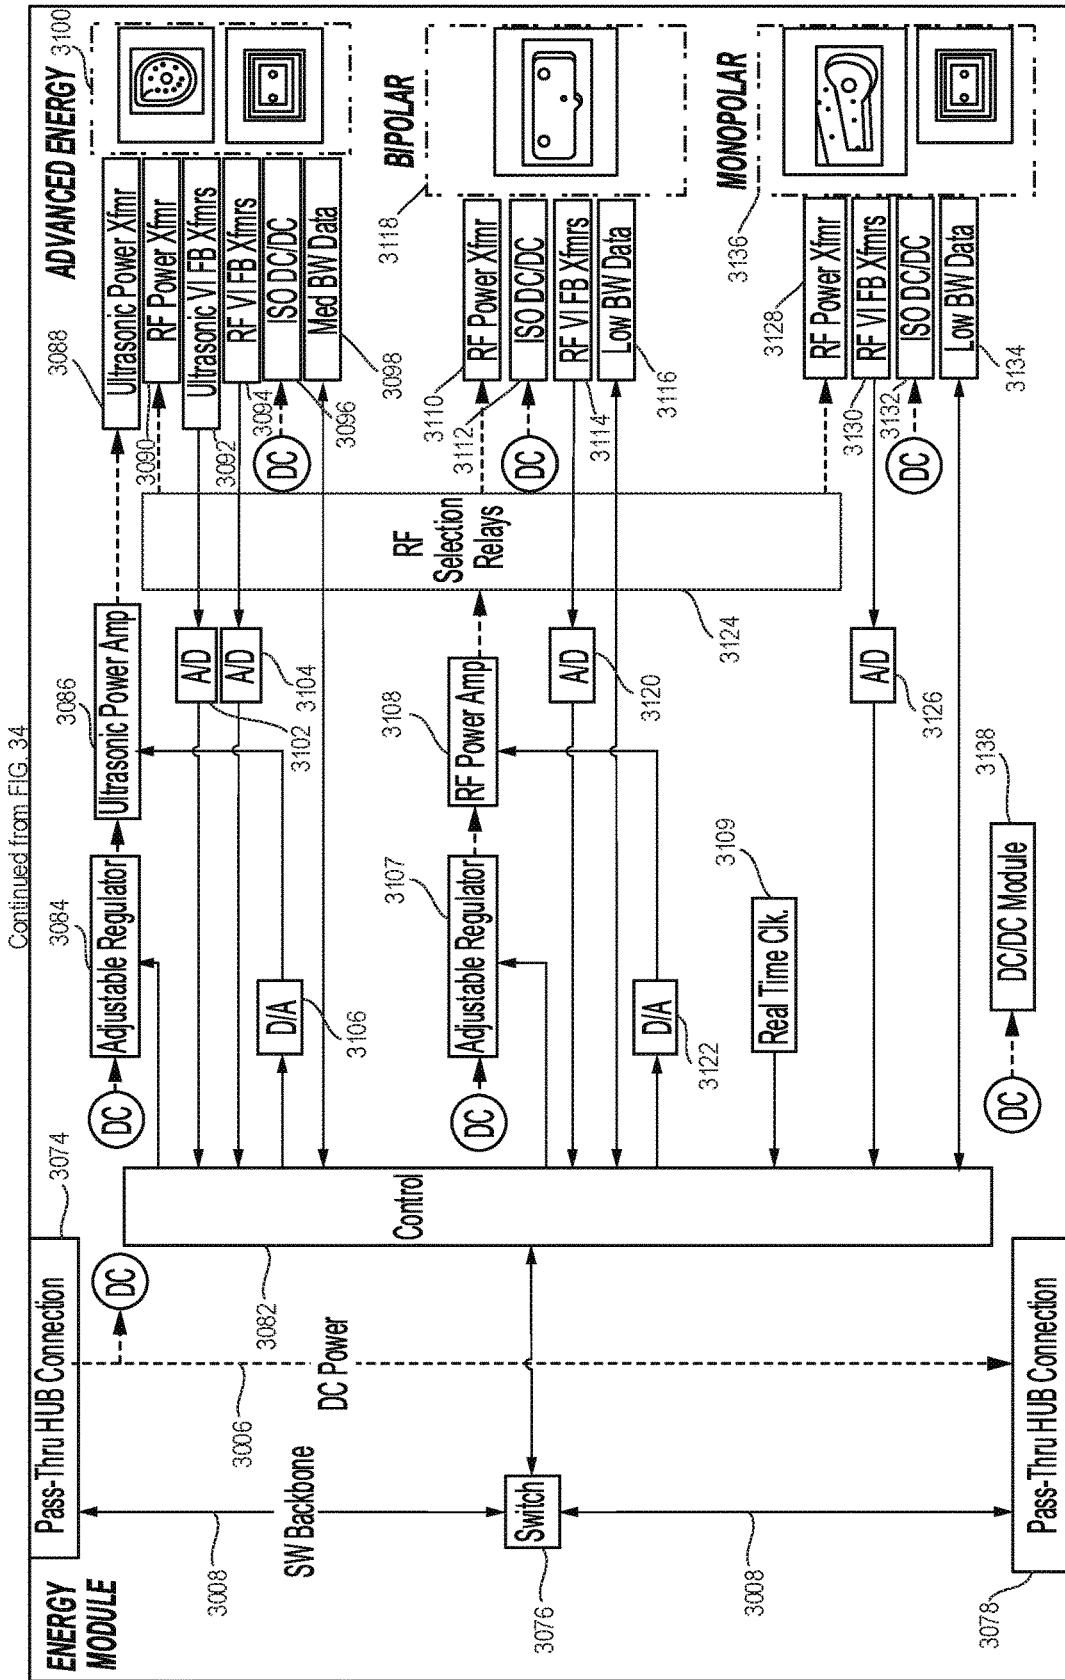 Continued from FIG. 34
ENERGY
MODULE
Pass-Thru HUB Connection
3074
3008
SW Backbone
3006
DC Power
DC
Switch
3076
3008
Pass-Thru HUB Connection
3078
Control
3082
DC
Adjustable Regulator
3084
Ultrasonic Power Amp
3086
A/D
3102
A/D
3104
D/A
3106
DC
Adjustable Regulator
3107
RF Power Amp
3108
A/D
3120
D/A
3122
Real Time Clk.
3109
A/D
3126
DC
DC/DC Module
3138
RF
Selection
Relays
3124
ADVANCED ENERGY
3100
Ultrasonic Power Xfmr
3088
RF Power Xfmr
3090
Ultrasonic VI FB Xfmrs
3092
RF VI FB Xfmrs
3094
DC
ISO DC/DC
3096
Med BW Data
3098
BIPOLAR
3118
RF Power Xfmr
3110
DC
ISO DC/DC
3112
RF VI FB Xfmrs
3114
Low BW Data
3116
MONOPOLAR
3136
RF Power Xfmr
3128
RF VI FB Xfmrs
3130
DC
ISO DC/DC
3132
Low BW Data
3134